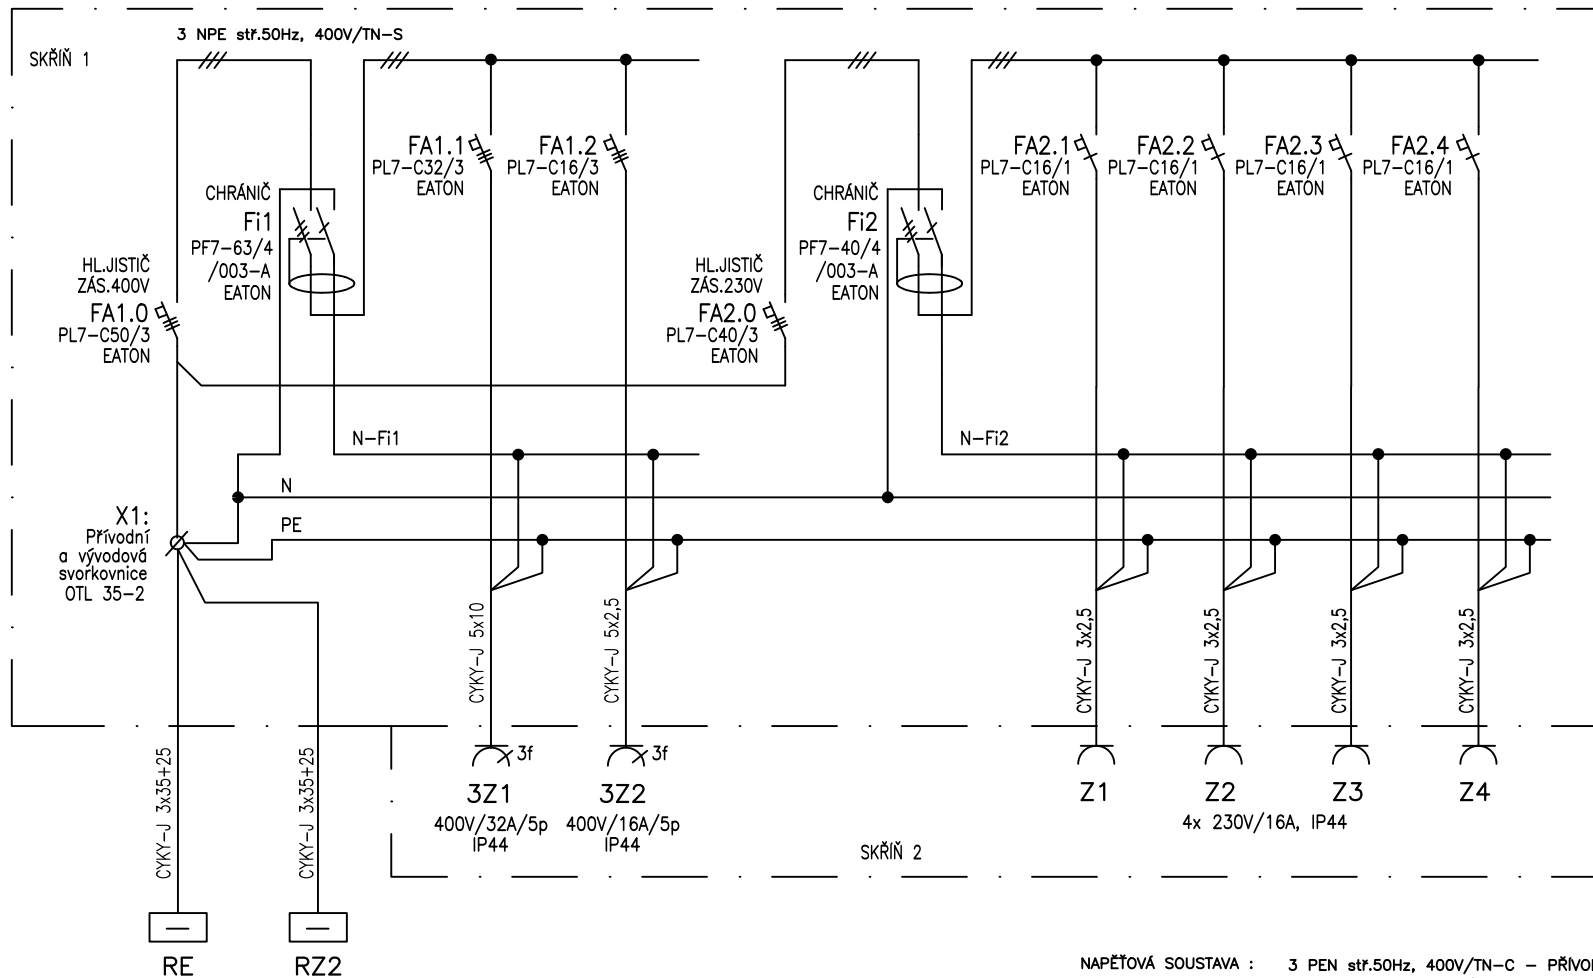 3 NPE stř.50Hz, 400V/TN-S
SKŘÍŇ 1
FA1.1
PL7-C32/3
EATON
FA1.2
PL7-C16/3
EATON
FA2.1
PL7-C16/1
EATON
FA2.2
PL7-C16/1
EATON
FA2.3
PL7-C16/1
EATON
FA2.4
PL7-C16/1
EATON
CHRÁNIČ
Fi1
PF7-63/4
/003-A
EATON
CHRÁNIČ
Fi2
PF7-40/4
/003-A
EATON
HL.JISTIČ
ZÁS.400V
FA1.0
PL7-C50/3
EATON
HL.JISTIČ
ZÁS.230V
FA2.0
PL7-C40/3
EATON
N-Fi1
N-Fi2
N
PE
X1:
Přívodní
a vývodová
svorkovnice
OTL 35-2
CYKY-J 5x10
CYKY-J 5x2,5
CYKY-J 3x2,5
CYKY-J 3x2,5
CYKY-J 3x2,5
CYKY-J 3x2,5
CYKY-J 3x35+25
CYKY-J 3x35+25
3f
3f
3Z1
400V/32A/5p
IP44
3Z2
400V/16A/5p
IP44
Z1
Z2
Z3
Z4
4x 230V/16A, IP44
SKŘÍŇ 2
RE
RZ2
NAPĚŤOVÁ SOUSTAVA : 3 PEN stř.50Hz, 400V/TN-C - PŘÍVO